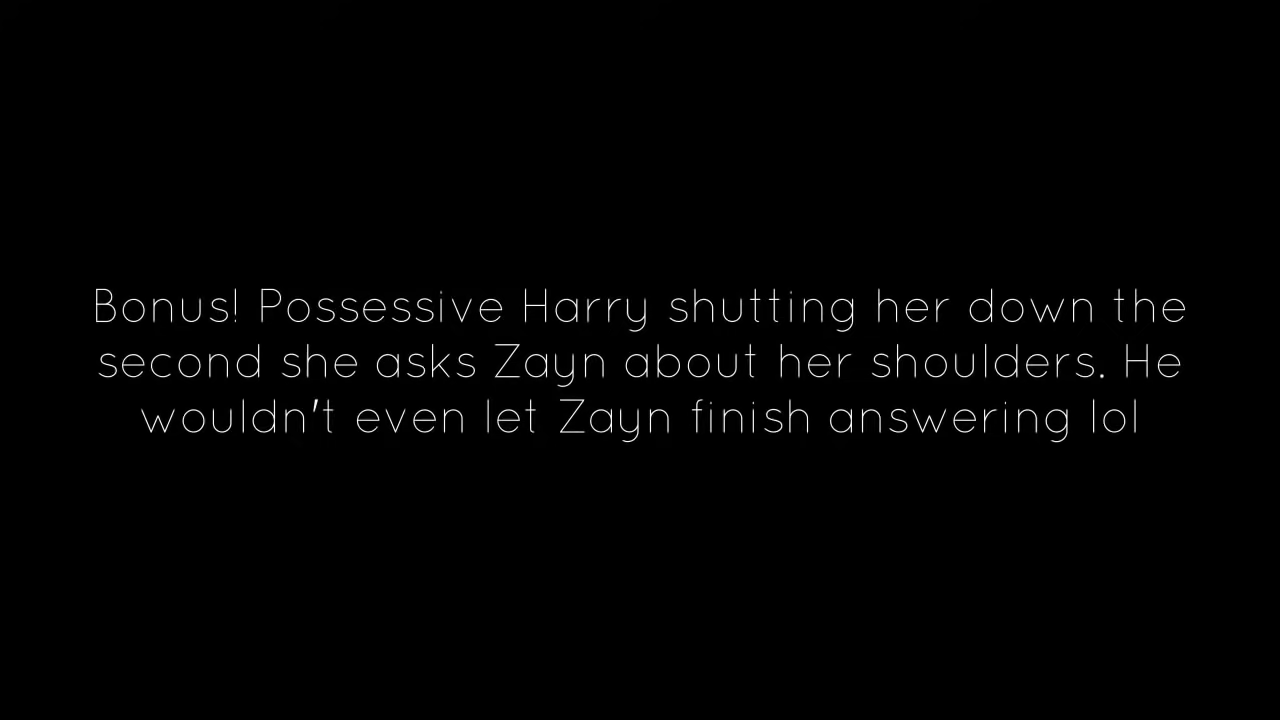 Bonus! Possessive Harry shutting her down the
second she asks Zayn about her shoulders. He
wouldn't even let Zayn finish answering lol